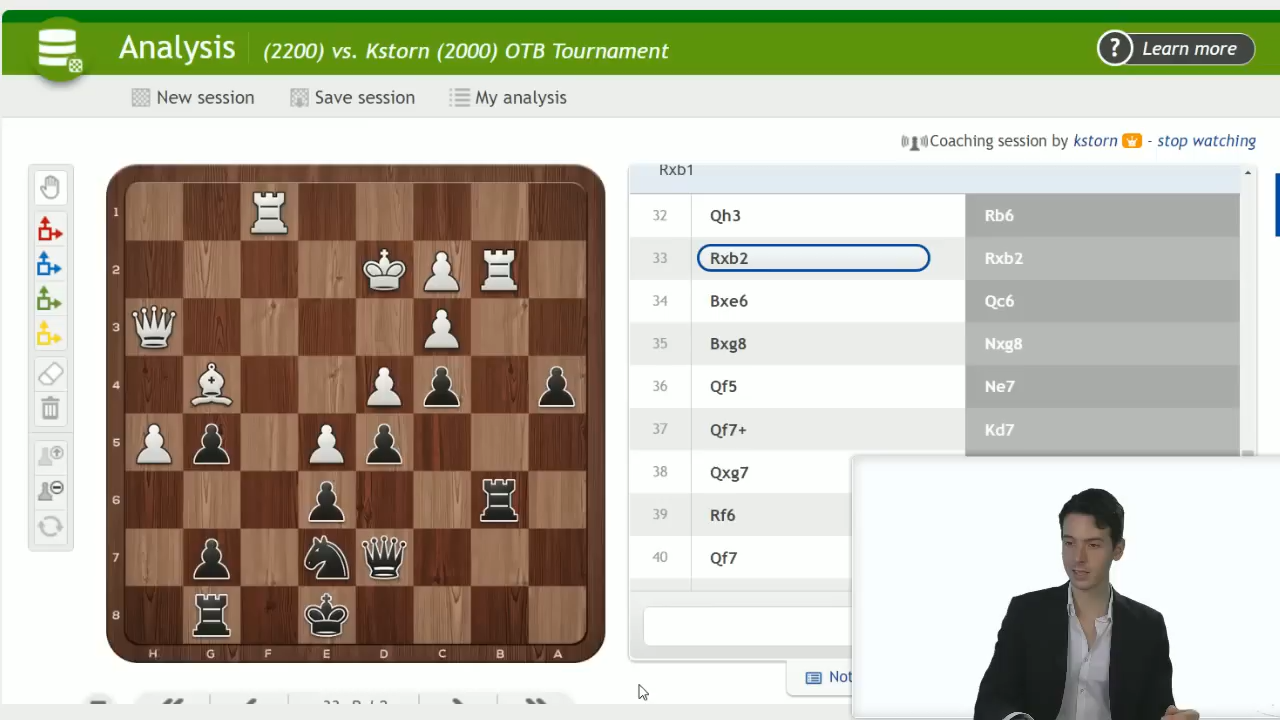 Analysis (2200) vs. Kstorn (2000) OTB Tournament
? Learn more
New session Save session My analysis
Coaching session by kstorn - stop watching
Rxb1
32 Qh3 Rb6
33 Rxb2 Rxb2
34 Bxe6 Qc6
35 Bxg8 Nxg8
36 Qf5 Ne7
37 Qf7+ Kd7
38 Qxg7
39 Rf6
40 Qf7
1
2
3
4
5
6
7
8
H G F E D C B A
Not